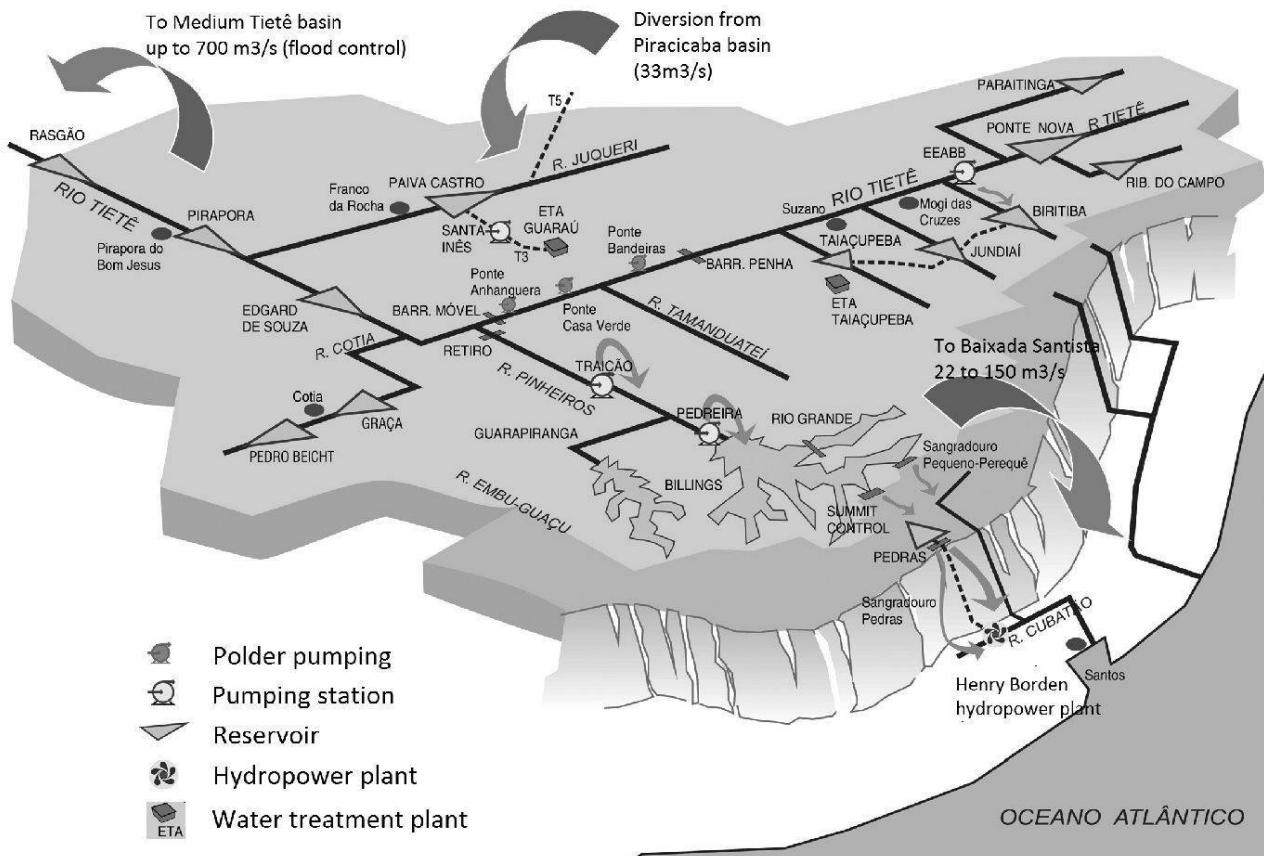 To Medium Tietê basin
up to 700 m3/s (flood control)
Diversion from
Piracicaba basin
(33m3/s)
T5
PARAITINGA
PONTE NOVA
R TIETÊ
RASGÃO
R. JUQUERI
EEABB
RIB. DO CAMPO
RIO TIETÊ
Franco
da Rocha
PAIVA CASTRO
RIO TIETÊ
Mogi das
Cruzes
BIRITIBA
PIRAPORA
Pirapora do
Bom Jesus
SANTA
INÊS
ETA
GUARAÚ
T3
Ponte
Bandeiras
Suzano
TAIAÇUPEBA
JUNDIAÍ
BARR. PENHA
Ponte
Anhanguera
ETA
TAIAÇUPEBA
EDGARD
DE SOUZA
BARR. MÓVEL
Ponte
Casa Verde
R. TAMANDUATEÍ
R. COTIA
RETIRO
To Baixada Santista
22 to 150 m3/s
TRAIÇÃO
R. PINHEIROS
Cotia
GRAÇA
PEDREIRA
RIO GRANDE
PEDRO BEICHT
GUARAPIRANGA
Sangradouro
Pequeno-Perequê
R. EMBU-GUAÇU
BILLINGS
SUMMIT
CONTROL
PEDRAS
Sangradouro
Pedras
R. CUBATÃO
Santos
Henry Borden
hydropower plant
Polder pumping
Pumping station
Reservoir
Hydropower plant
ETA
Water treatment plant
OCEANO ATLÂNTICO